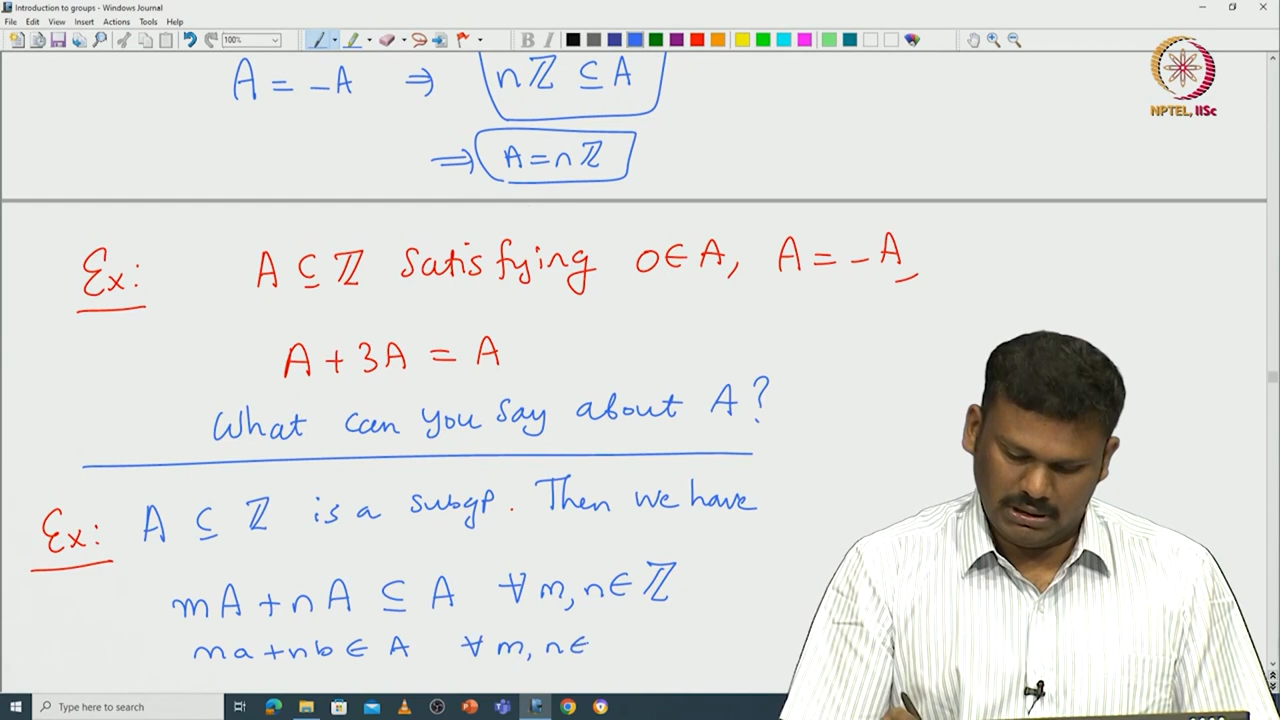 Introduction to groups - Windows Journal
File Edit View Insert Actions Tools Help
100%
B I
NPTEL, IISc
A = -A ⇒ nℤ ⊆ A
⇒ A = nℤ
Ex: A ⊆ ℤ satisfying 0 ∈ A, A = -A,
A + 3A = A
What can you say about A?
Ex: A ⊆ ℤ is a subgp. Then we have
mA + nA ⊆ A ∀ m, n ∈ ℤ
ma + nb ∈ A ∀ m, n ∈
Type here to search